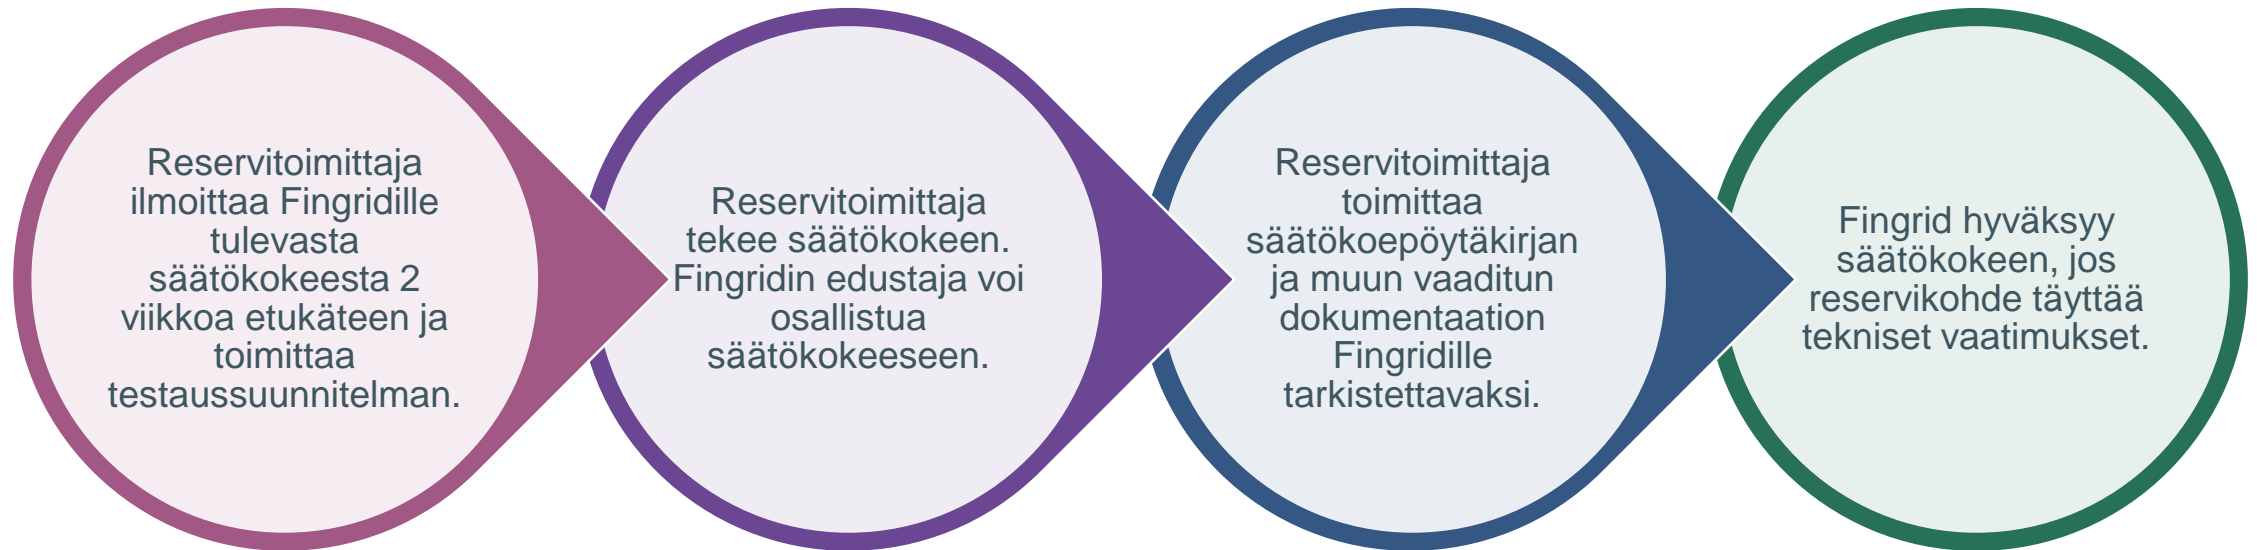 Reservitoimittaja
ilmoittaa Fingridille
tulevasta
säätökokeesta 2
viikkoa etukäteen ja
toimittaa
testaussuunnitelman.
Reservitoimittaja
tekee säätökokeen.
Fingridin edustaja voi
osallistua
säätökokeeseen.
Reservitoimittaja
toimittaa
säätökoepöytäkirjan
ja muun vaaditun
dokumentaation
Fingridille
tarkistettavaksi.
Fingrid hyväksyy
säätökokeen, jos
reservikohde täyttää
tekniset vaatimukset.